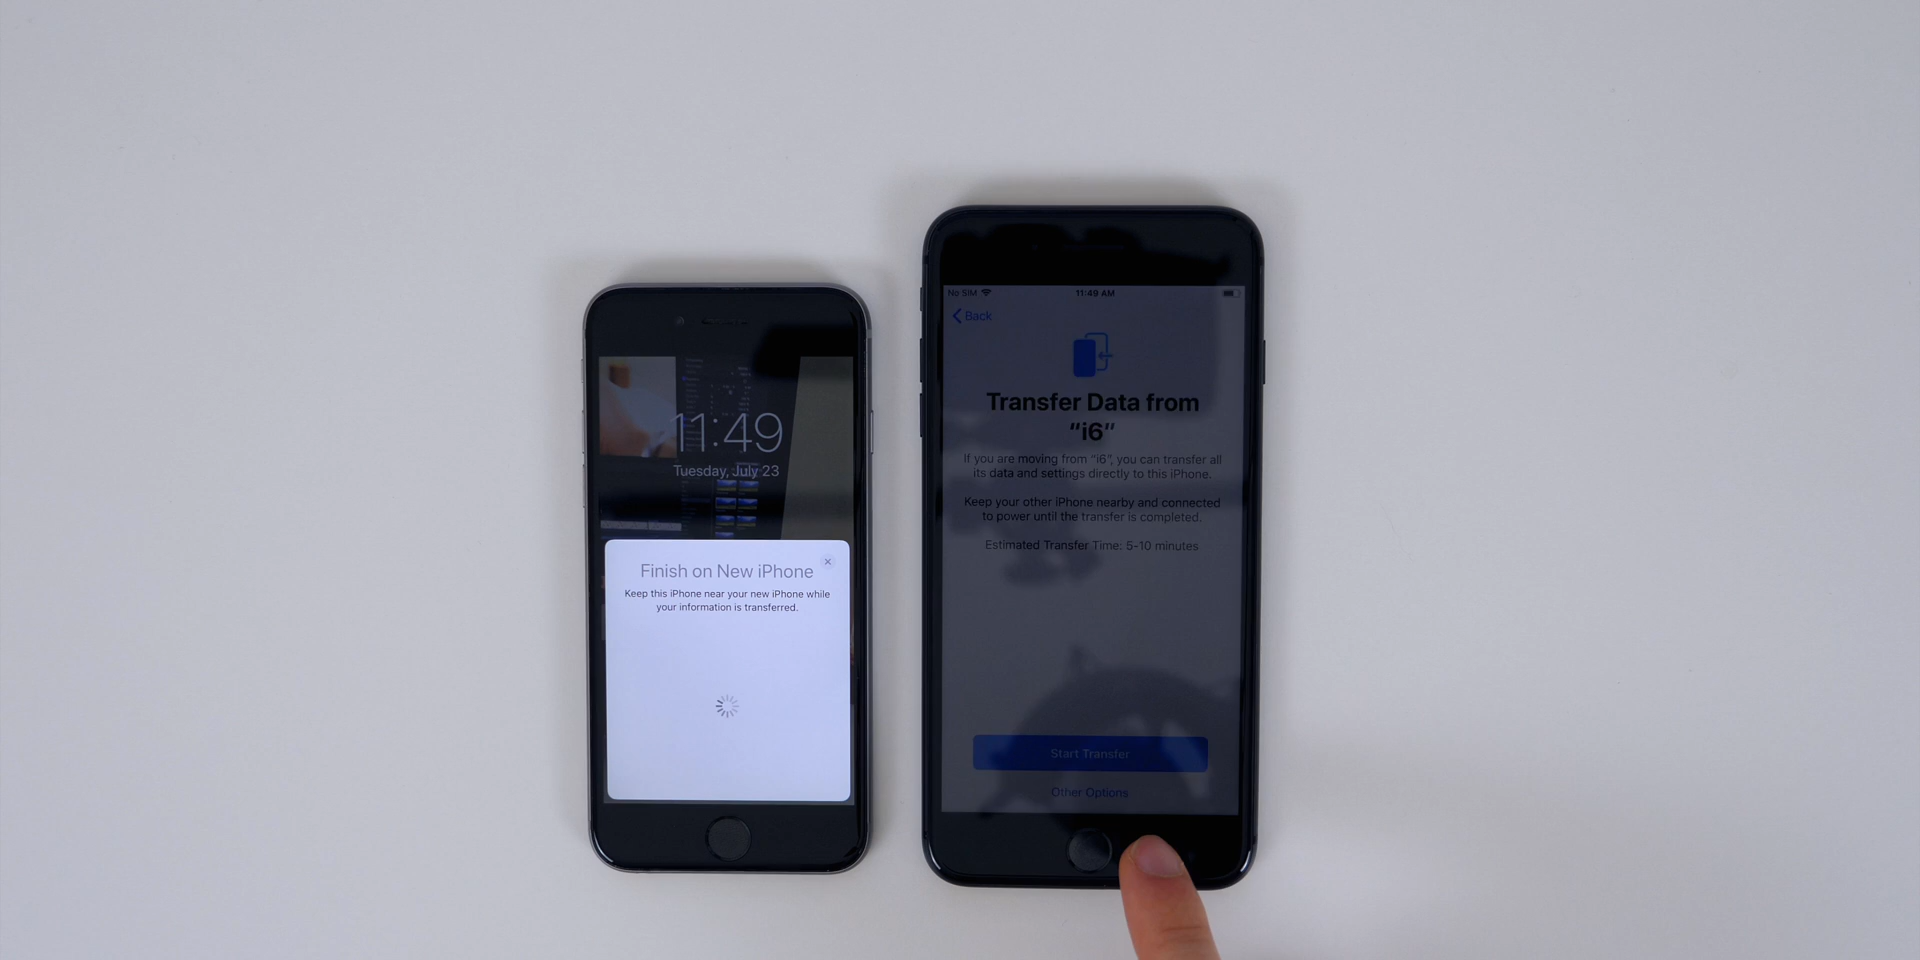 11:49
Tuesday, July 23
Finish on New iPhone
Keep this iPhone near your new iPhone while
your information is transferred.
No SIM
11:49 AM
Back
Transfer Data from
“i6”
If you are moving from “i6”, you can transfer all
its data and settings directly to this iPhone.
Keep your other iPhone nearby and connected
to power until the transfer is completed.
Estimated Transfer Time: 5-10 minutes
Start Transfer
Other Options